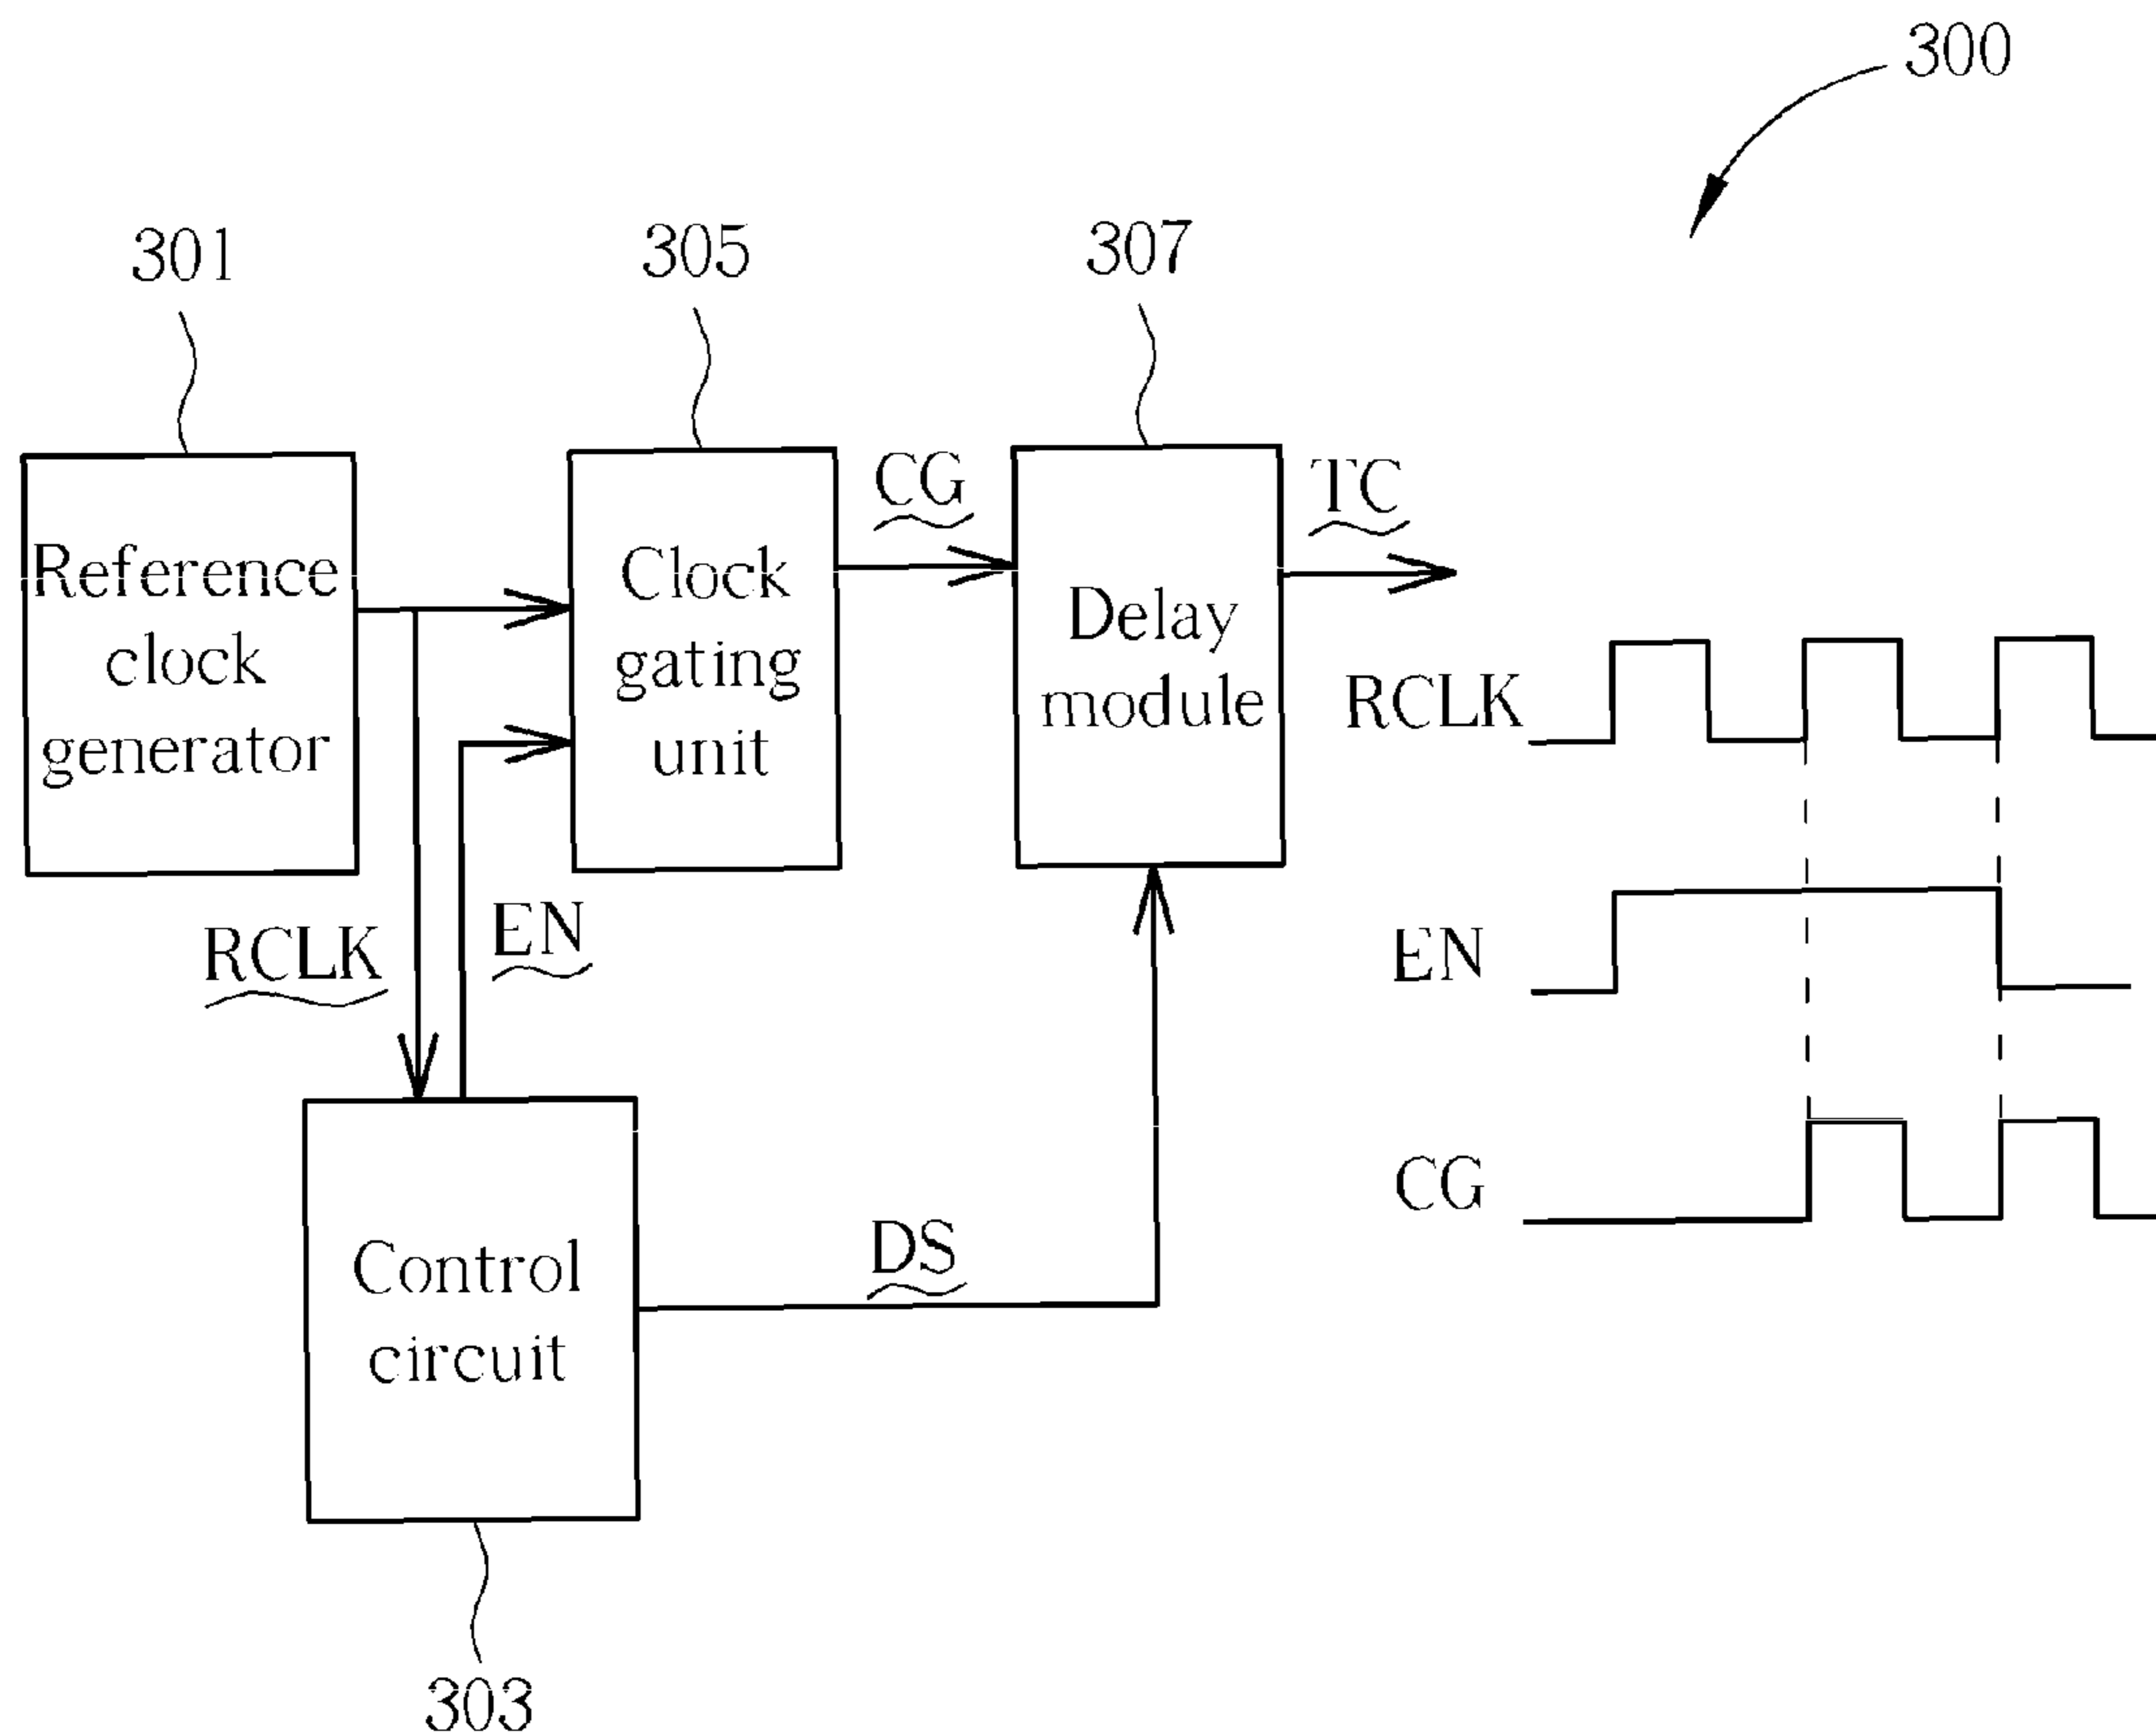 300
301
305
307
Reference
clock
generator
Clock
gating
unit
CG
Delay
module
TC
RCLK
EN
RCLK
EN
CG
Control
circuit
DS
303